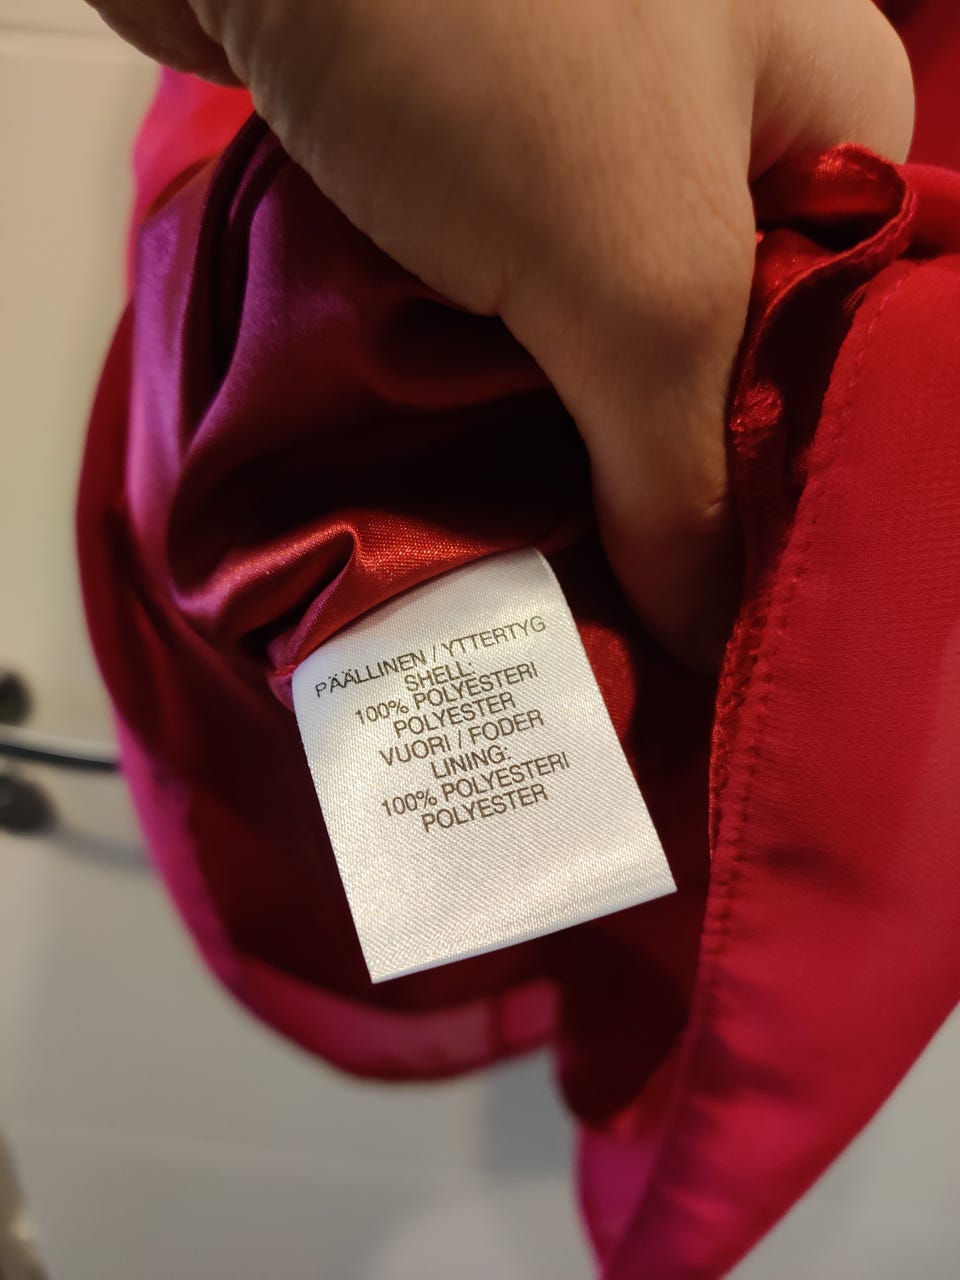 PÄÄLLINEN / YTTERTYG
SHELL:
100% POLYESTERI
POLYESTER
VUORI / FODER
LINING:
100% POLYESTERI
POLYESTER